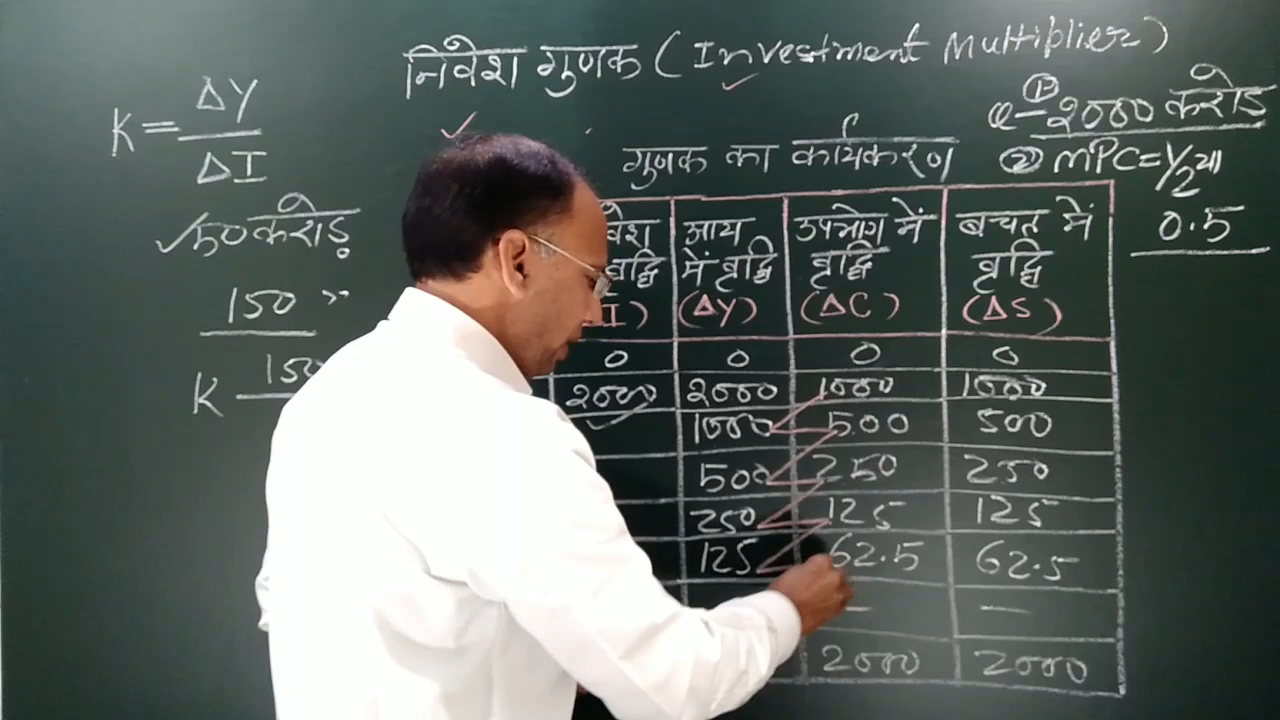 निवेश गुणक ( Investment Multiplier )
K = ΔY / ΔI
50 करोड़
150 "
K 150
① 2000 करोड़
② MPC = 1/2 या
0.5
गुणक का कार्यकरण
आय में वृद्धि (ΔY) उपभोग में वृद्धि (ΔC) बचत में वृद्धि (ΔS)
0 0 0 0
2000 2000 1000 1000
1000 500 500
500 250 250
250 125 125
125 62.5 62.5
— —
2000 2000